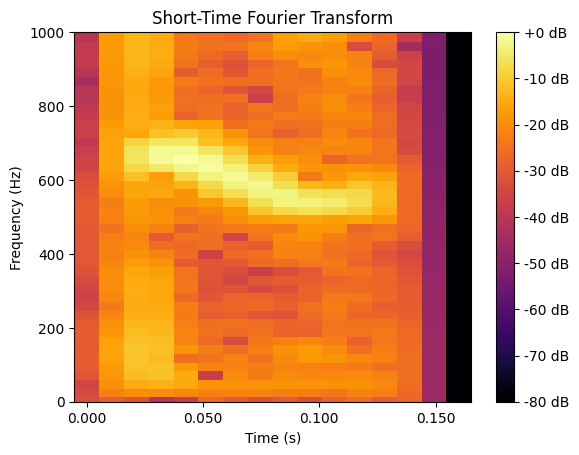 Short-Time Fourier Transform
1000
800
600
400
200
0
Frequency (Hz)
0.000
0.050
0.100
0.150
Time (s)
+0 dB
-10 dB
-20 dB
-30 dB
-40 dB
-50 dB
-60 dB
-70 dB
-80 dB